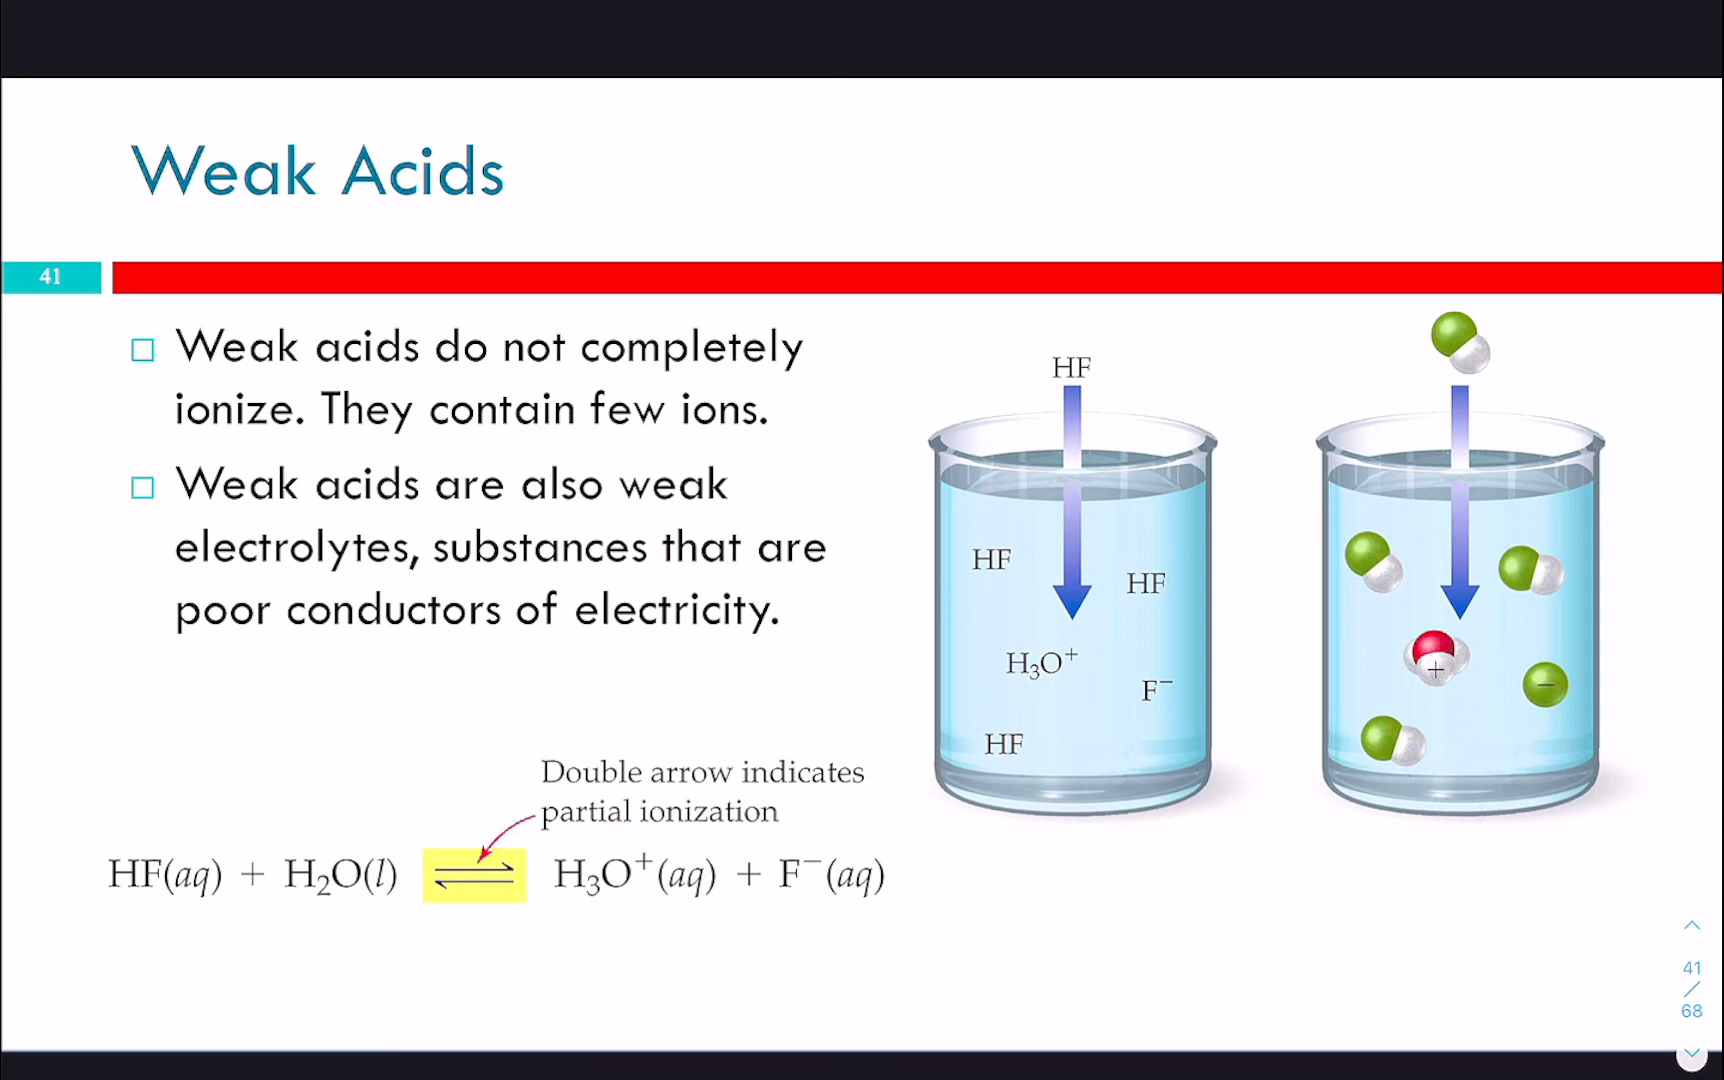 Weak Acids
41
Weak acids do not completely
ionize. They contain few ions.
Weak acids are also weak
electrolytes, substances that are
poor conductors of electricity.
Double arrow indicates
partial ionization
HF(aq) + H₂O(l) ⇌ H₃O⁺(aq) + F⁻(aq)
HF
HF
HF
H₃O⁺
F⁻
HF
+
−
41
/
68